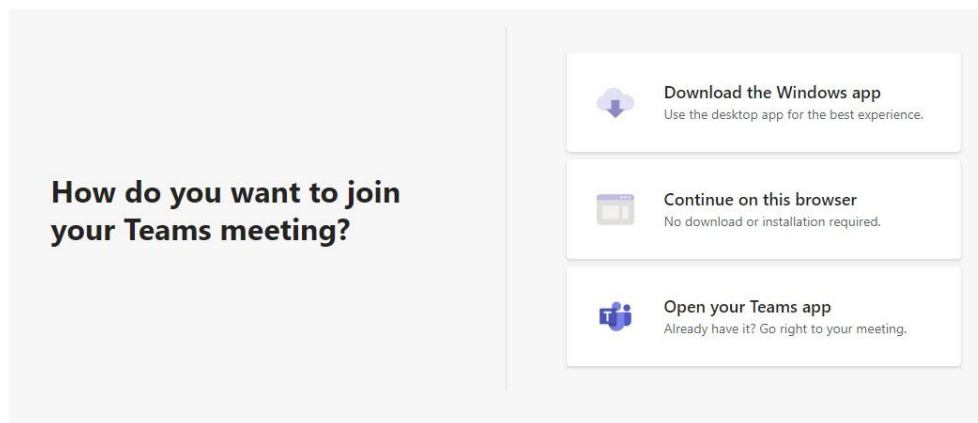 How do you want to join
your Teams meeting?
Download the Windows app
Use the desktop app for the best experience.
Continue on this browser
No download or installation required.
T
Open your Teams app
Already have it? Go right to your meeting.